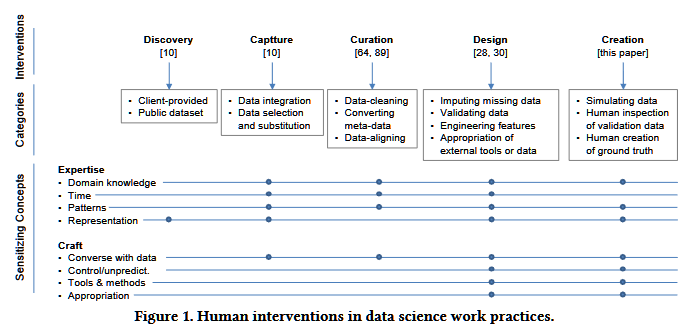 Interventions
Discovery
[10]
Captture
[10]
Curation
[64, 89]
Design
[28, 30]
Creation
[this paper]
Categories
• Client-provided
• Public dataset
• Data integration
• Data selection
and substitution
• Data-cleaning
• Converting
meta-data
• Data-aligning
• Imputing missing data
• Validating data
• Engineering features
• Appropriation of
external tools or data
• Simulating data
• Human inspection
of validation data
• Human creation
of ground truth
Sensitizing Concepts
Expertise
• Domain knowledge
• Time
• Patterns
• Representation
Craft
• Converse with data
• Control/unpredict.
• Tools & methods
• Appropriation
Figure 1. Human interventions in data science work practices.